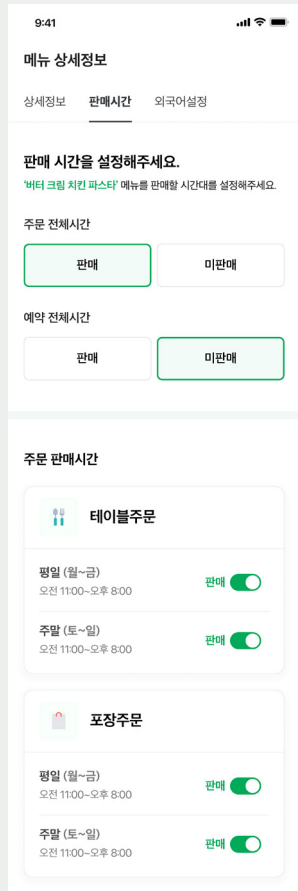 9:41
메뉴 상세정보
상세정보 판매시간 외국어설정
판매 시간을 설정해주세요.
'버터 크림 치킨 파스타' 메뉴를 판매할 시간대를 설정해주세요.
주문 전체시간
판매 미판매
예약 전체시간
판매 미판매
주문 판매시간
테이블주문
평일 (월~금)
오전 11:00~오후 8:00
판매
주말 (토~일)
오전 11:00~오후 8:00
판매
포장주문
평일 (월~금)
오전 11:00~오후 8:00
판매
주말 (토~일)
오전 11:00~오후 8:00
판매